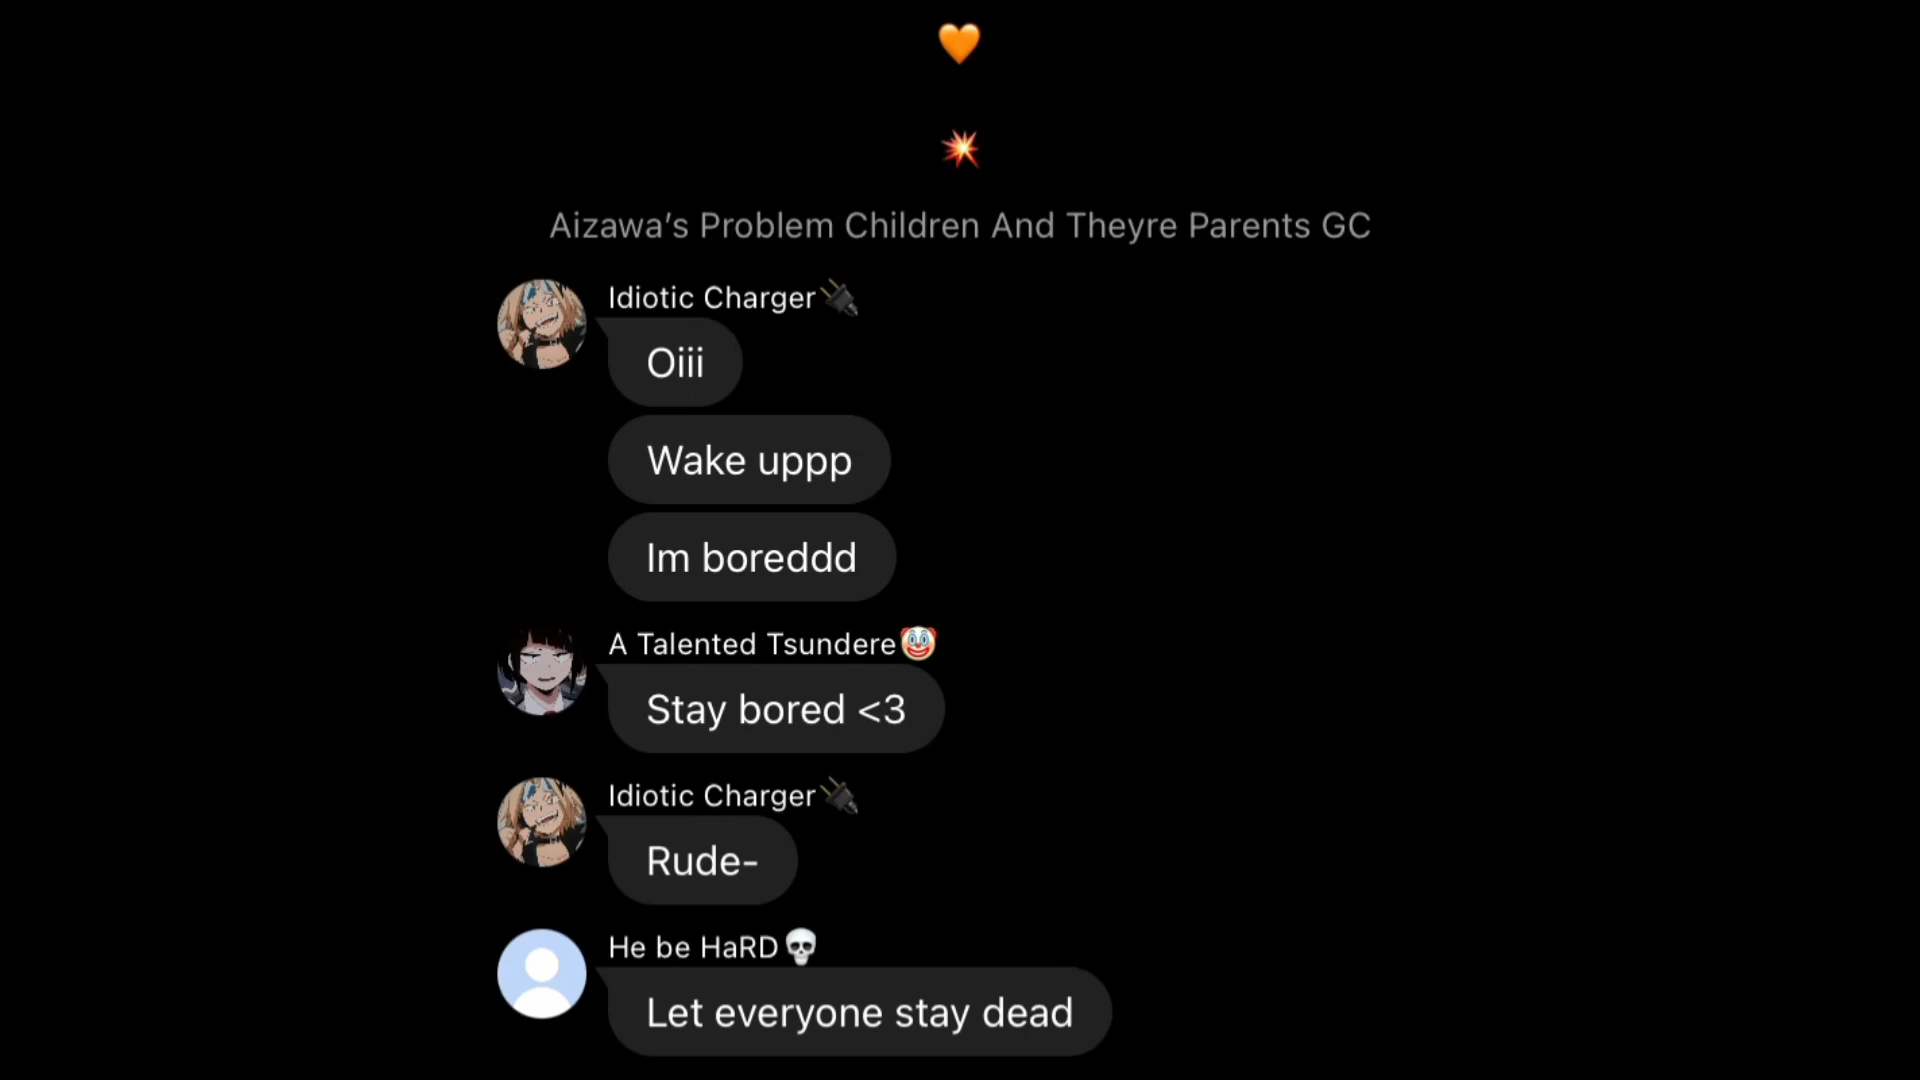 🧡
💥
Aizawa’s Problem Children And Theyre Parents GC
Idiotic Charger🔌
Oiii
Wake uppp
Im boreddd
A Talented Tsundere🤡
Stay bored <3
Idiotic Charger🔌
Rude-
He be HaRD💀
Let everyone stay dead